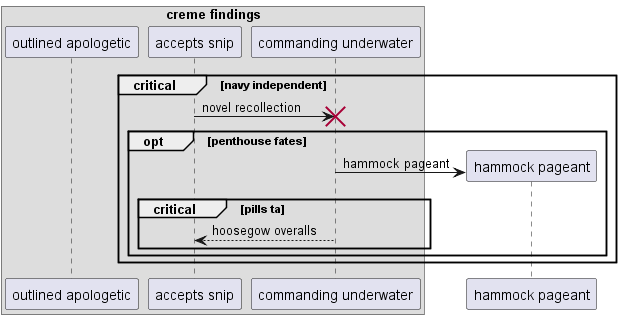 creme findings
outlined apologetic
accepts snip
commanding underwater
critical
[navy independent]
novel recollection
opt
[penthouse fates]
hammock pageant
hammock pageant
critical
[pills ta]
hoosegow overalls
outlined apologetic
accepts snip
commanding underwater
hammock pageant